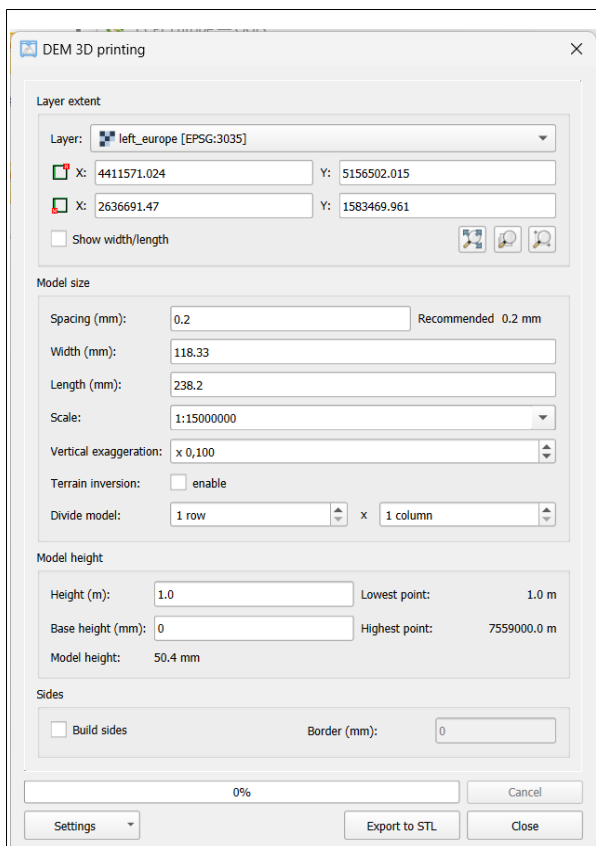 DEM 3D printing
Layer extent
Layer: left_europe [EPSG:3035]
X: 4411571.024 Y: 5156502.015
X: 2636691.47 Y: 1583469.961
Show width/length
Model size
Spacing (mm): 0.2 Recommended 0.2 mm
Width (mm): 118.33
Length (mm): 238.2
Scale: 1:15000000
Vertical exaggeration: x 0,100
Terrain inversion: enable
Divide model: 1 row x 1 column
Model height
Height (m): 1.0 Lowest point: 1.0 m
Base height (mm): 0 Highest point: 7559000.0 m
Model height: 50.4 mm
Sides
Build sides Border (mm): 0
0% Cancel
Settings Export to STL Close